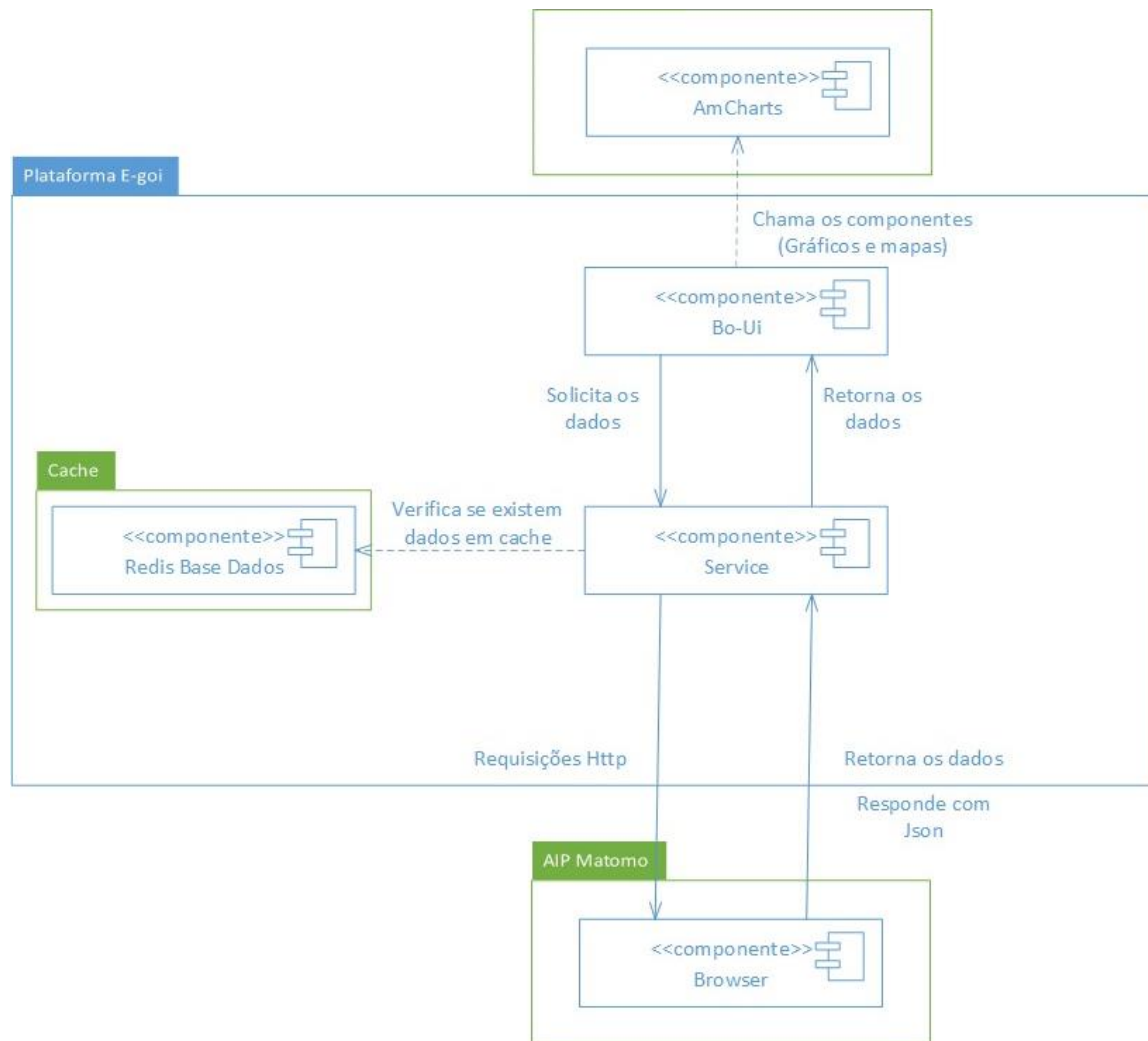 <<componente>>
AmCharts
Plataforma E-goi
Chama os componentes
(Gráficos e mapas)
<<componente>>
Bo-Ui
Solicita os
dados
Retorna os
dados
Cache
<<componente>>
Redis Base Dados
Verifica se existem
dados em cache
<<componente>>
Service
Requisições Http
Retorna os dados
Responde com
Json
AIP Matomo
<<componente>>
Browser